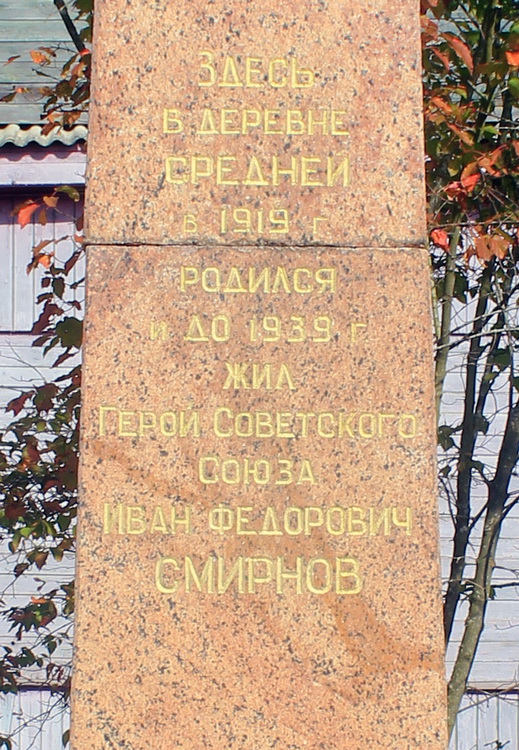 Здесь
в деревне
Средней
в 1919 г
родился
и до 1939 г
жил
Герой Советского
Союза
Иван Федорович
Смирнов